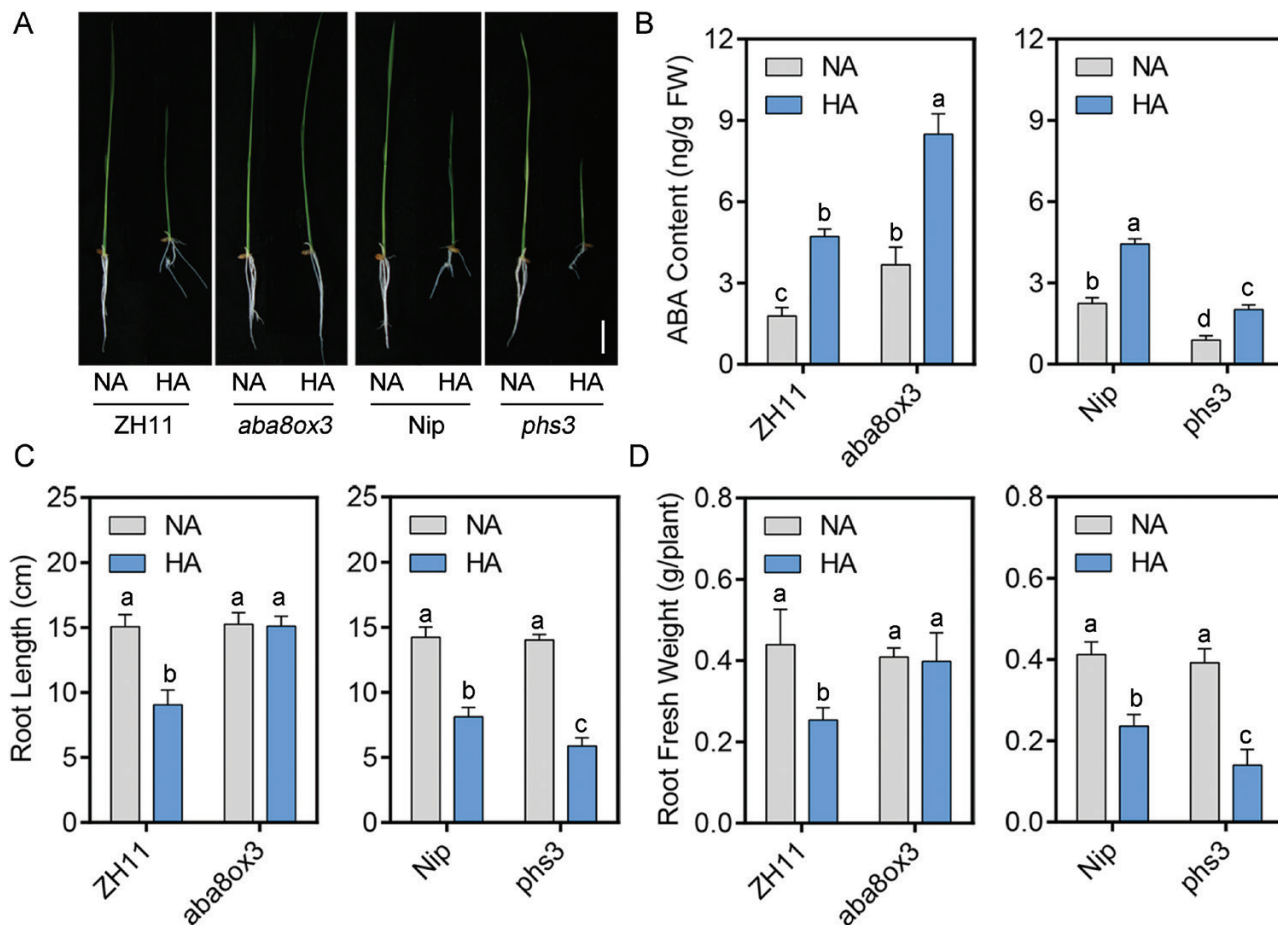 A
NA HA NA HA NA HA NA HA
ZH11 aba8ox3 Nip phs3
B
ABA Content (ng/g FW)
12
9
6
3
0
NA
HA
c
b
b
a
ZH11
aba8ox3
12
9
6
3
0
NA
HA
b
a
d
c
Nip
phs3
C
Root Length (cm)
25
20
15
10
5
0
NA
HA
a
b
a
a
ZH11
aba8ox3
25
20
15
10
5
0
NA
HA
a
b
a
c
Nip
phs3
D
Root Fresh Weight (g/plant)
0.8
0.6
0.4
0.2
0.0
NA
HA
a
b
a
a
ZH11
aba8ox3
0.8
0.6
0.4
0.2
0.0
NA
HA
a
b
a
c
Nip
phs3